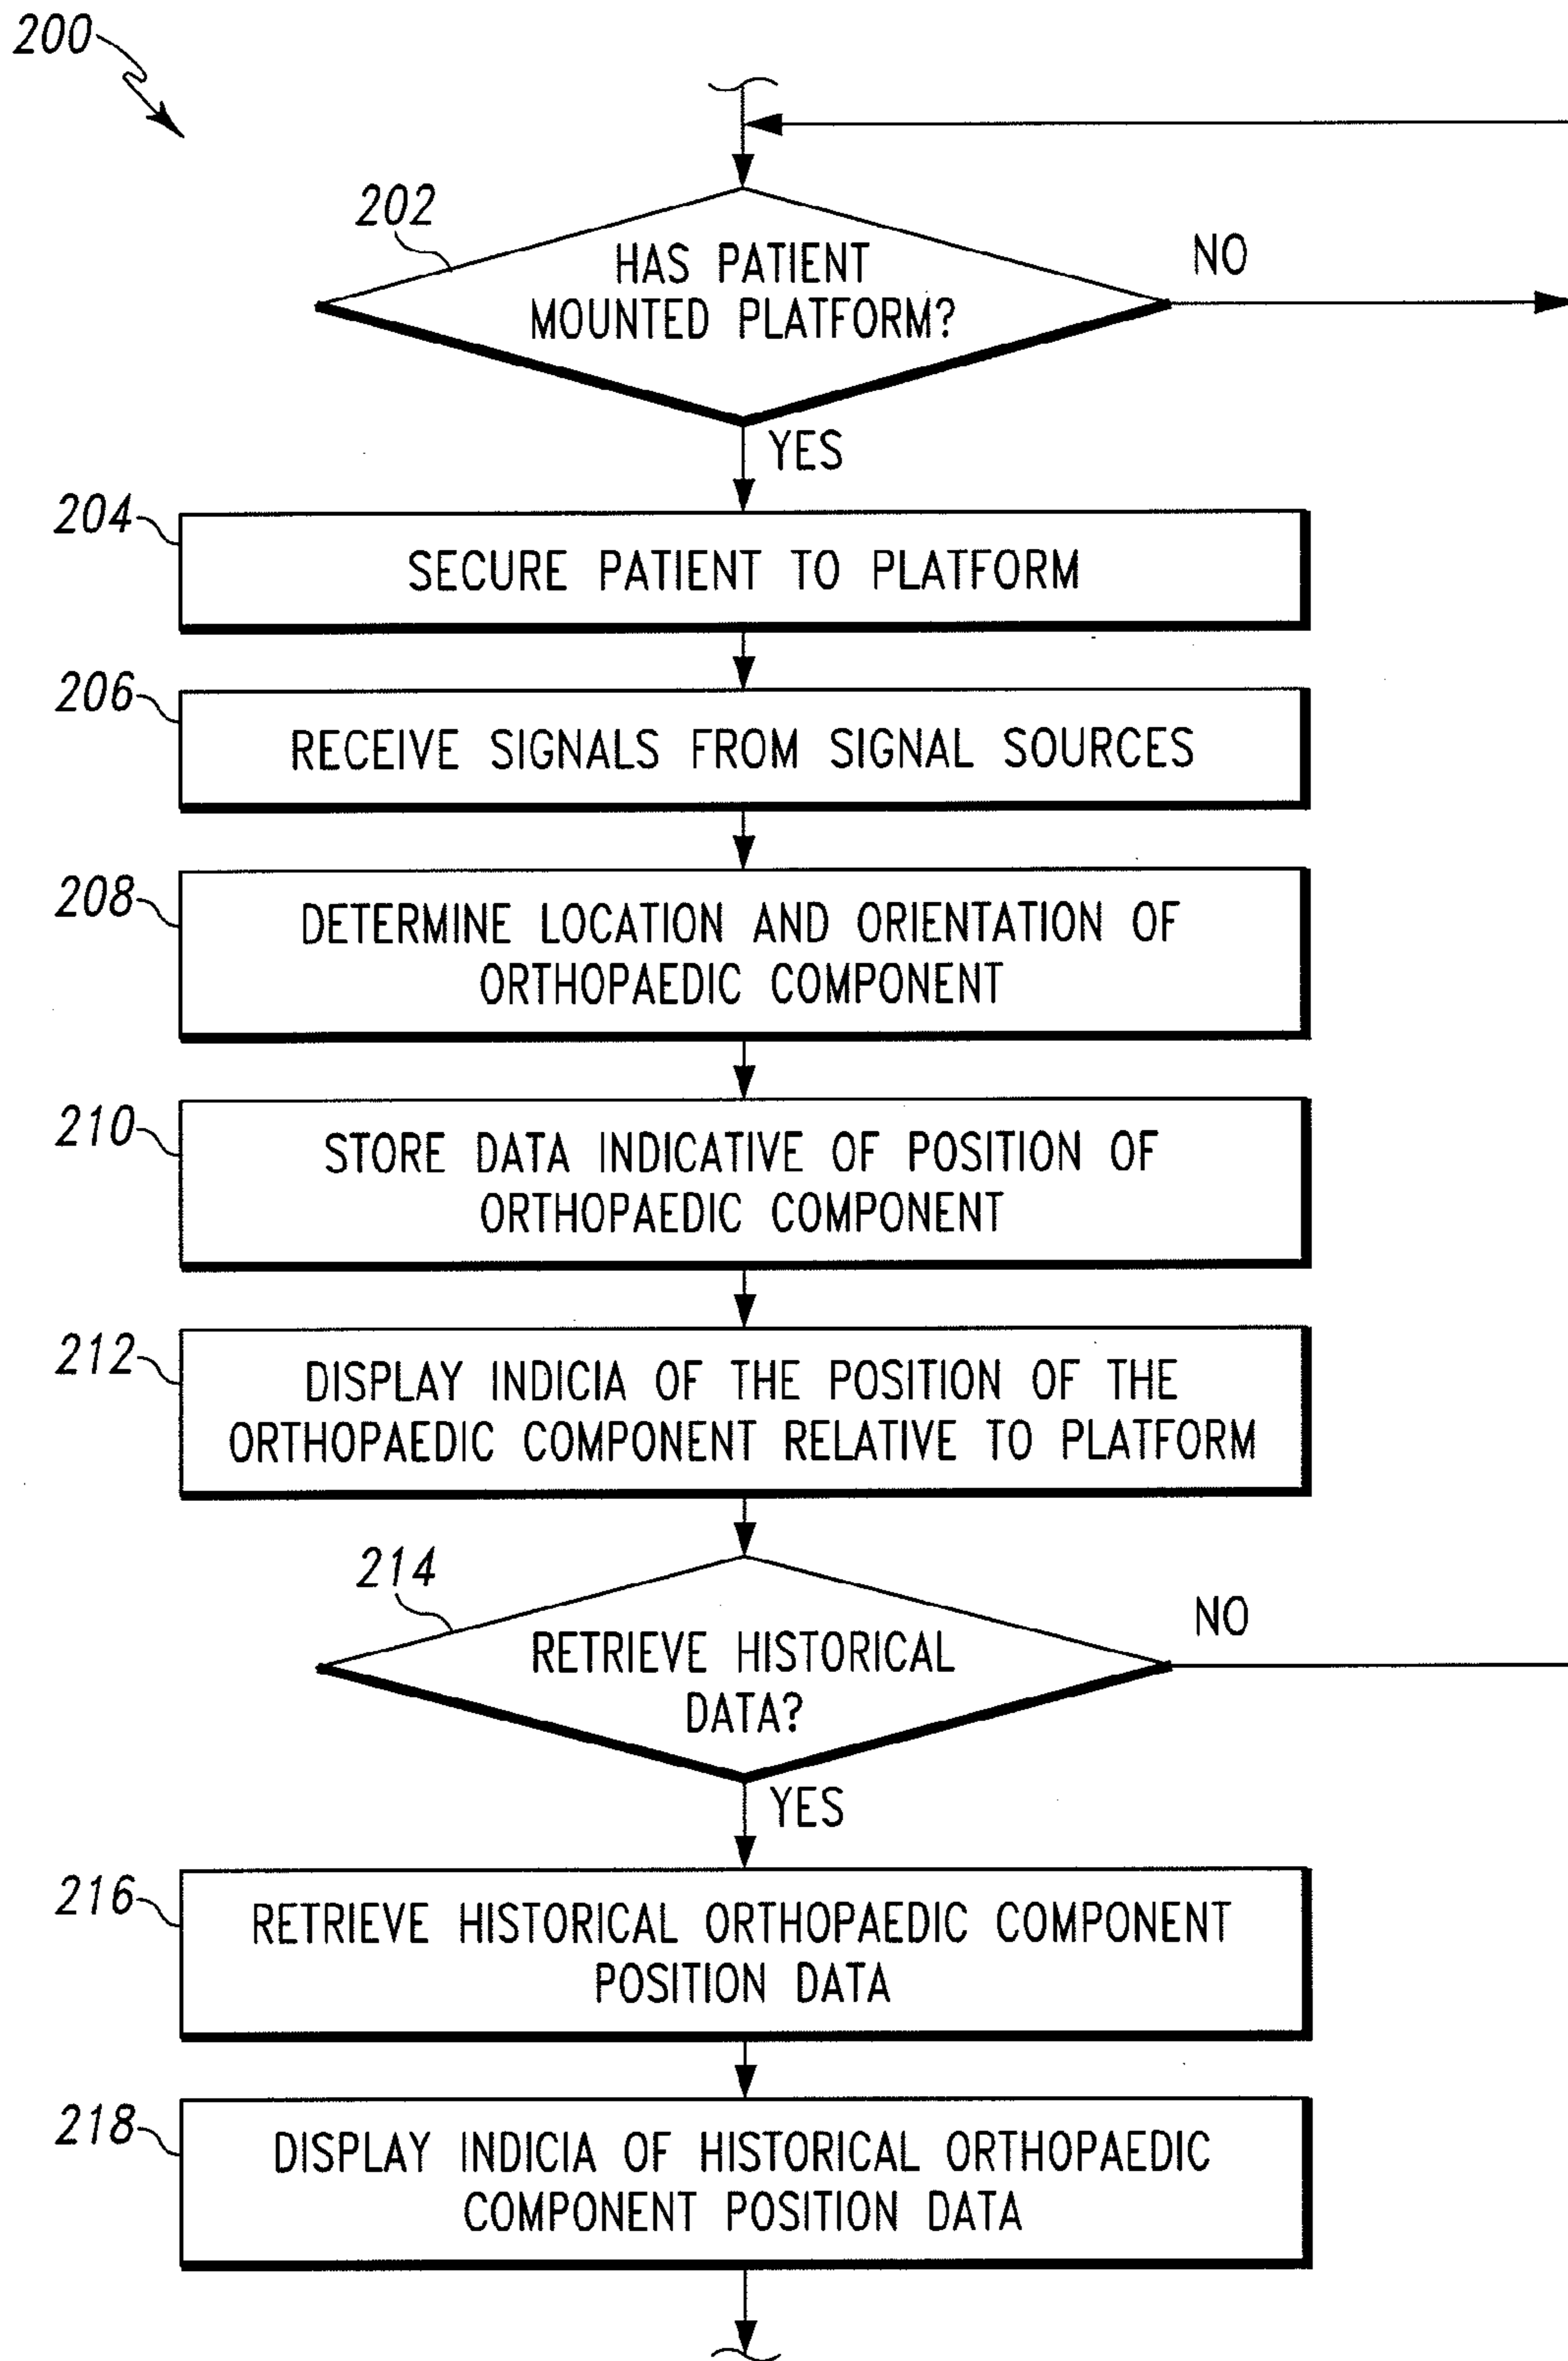 200
202
HAS PATIENT
MOUNTED PLATFORM?
NO
YES
204
SECURE PATIENT TO PLATFORM
206
RECEIVE SIGNALS FROM SIGNAL SOURCES
208
DETERMINE LOCATION AND ORIENTATION OF
ORTHOPAEDIC COMPONENT
210
STORE DATA INDICATIVE OF POSITION OF
ORTHOPAEDIC COMPONENT
212
DISPLAY INDICIA OF THE POSITION OF THE
ORTHOPAEDIC COMPONENT RELATIVE TO PLATFORM
214
RETRIEVE HISTORICAL
DATA?
NO
YES
216
RETRIEVE HISTORICAL ORTHOPAEDIC COMPONENT
POSITION DATA
218
DISPLAY INDICIA OF HISTORICAL ORTHOPAEDIC
COMPONENT POSITION DATA